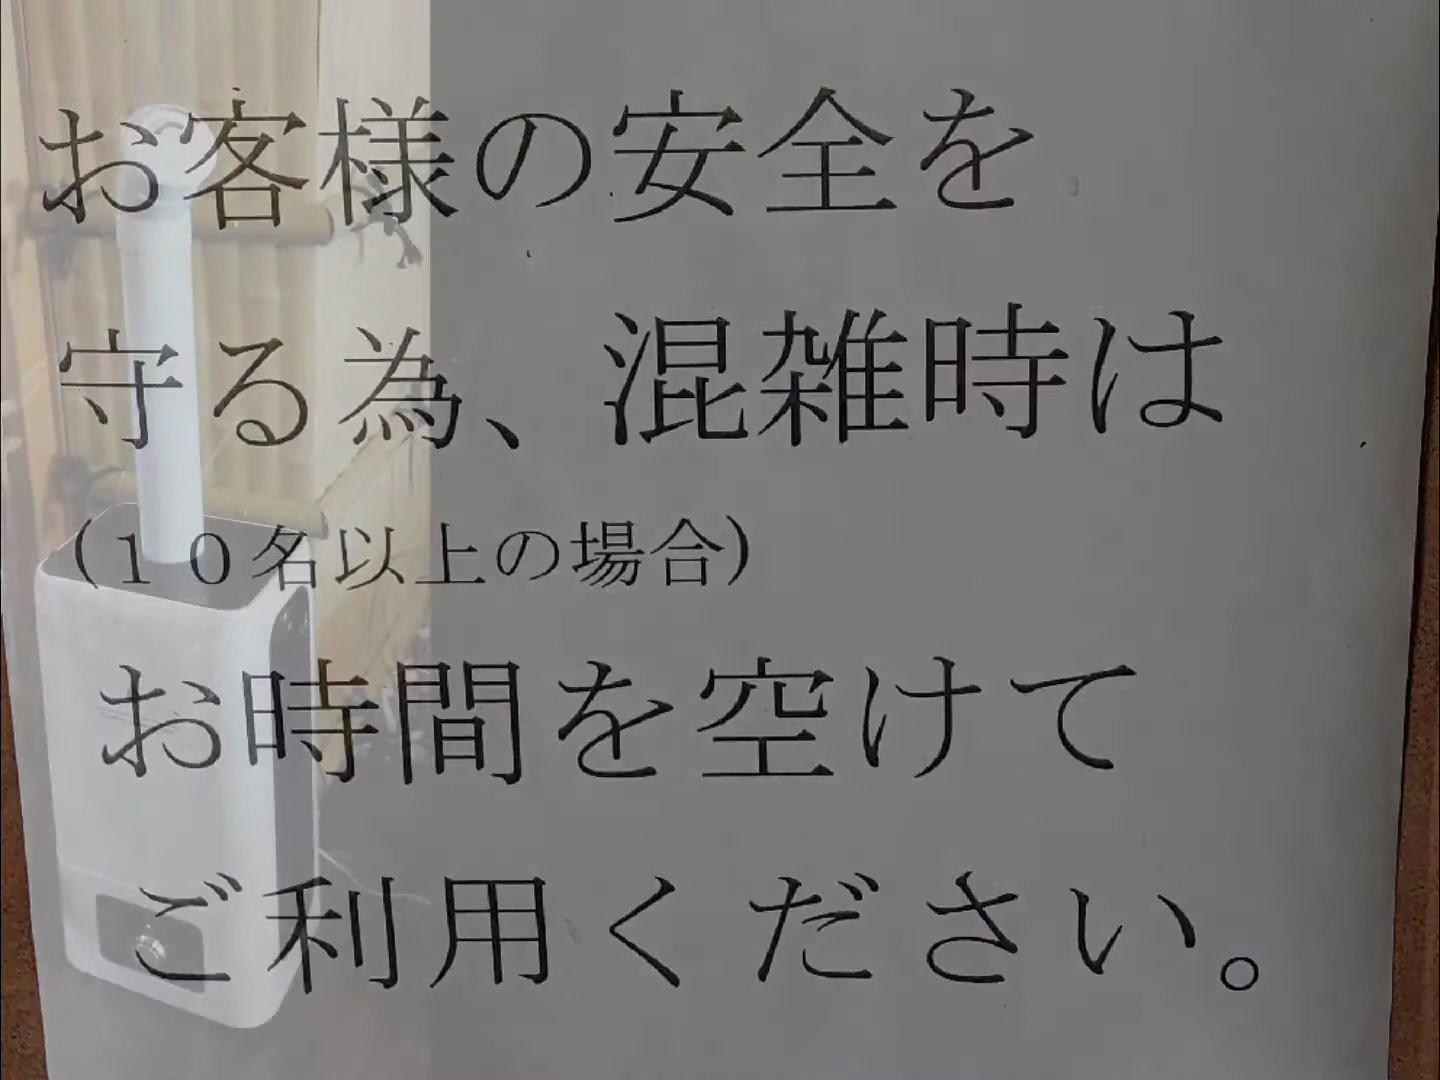 お客様の安全を
守る為、混雑時は
(１０名以上の場合)
お時間を空けて
ご利用ください。